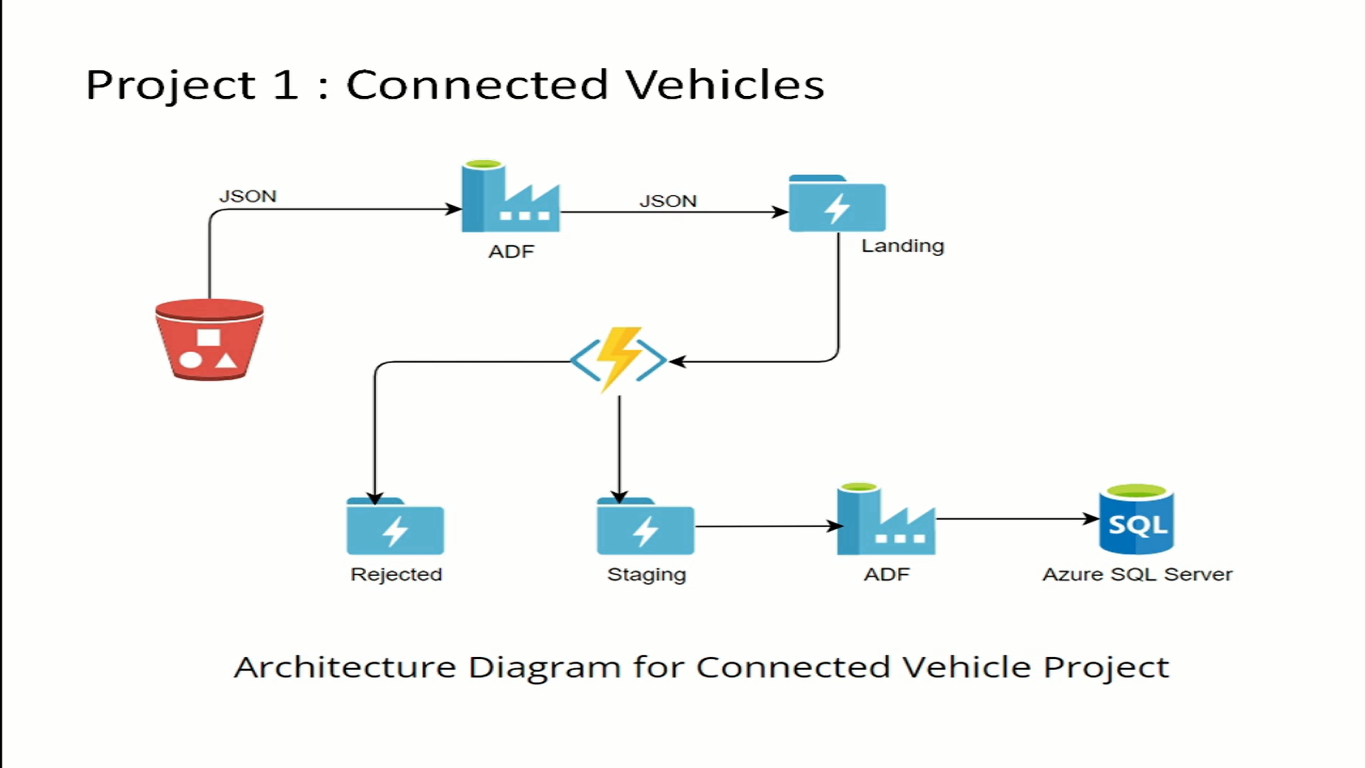 Project 1 : Connected Vehicles
JSON
JSON
ADF
Landing
Rejected
Staging
ADF
SQL
Azure SQL Server
Architecture Diagram for Connected Vehicle Project